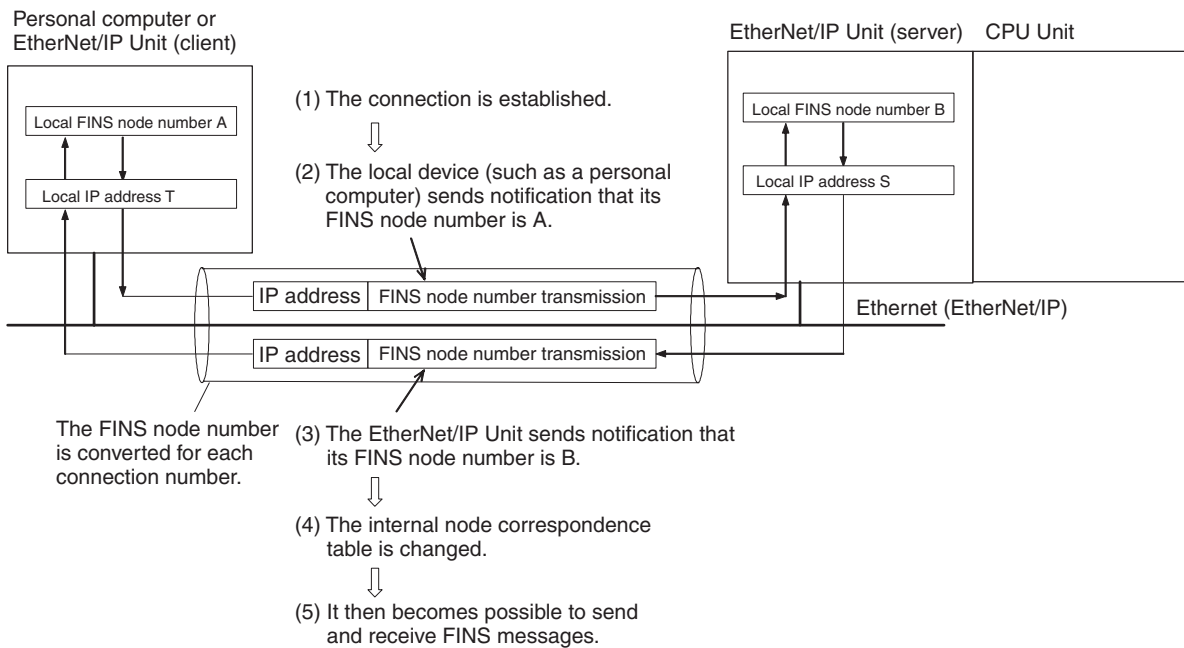 Personal computer or
EtherNet/IP Unit (client)
EtherNet/IP Unit (server)
CPU Unit
Local FINS node number A
Local IP address T
Local FINS node number B
Local IP address S
(1) The connection is established.
(2) The local device (such as a personal
computer) sends notification that its
FINS node number is A.
IP address
FINS node number transmission
Ethernet (EtherNet/IP)
IP address
FINS node number transmission
The FINS node number
is converted for each
connection number.
(3) The EtherNet/IP Unit sends notification that
its FINS node number is B.
(4) The internal node correspondence
table is changed.
(5) It then becomes possible to send
and receive FINS messages.